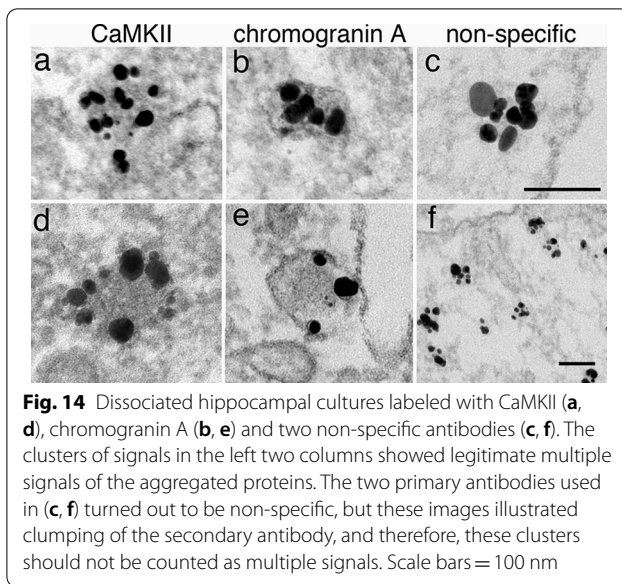 CaMKII chromogranin A non-specific
a b c
d e f
Fig. 14 Dissociated hippocampal cultures labeled with CaMKII (a,
d), chromogranin A (b, e) and two non-specific antibodies (c, f). The
clusters of signals in the left two columns showed legitimate multiple
signals of the aggregated proteins. The two primary antibodies used
in (c, f) turned out to be non-specific, but these images illustrated
clumping of the secondary antibody, and therefore, these clusters
should not be counted as multiple signals. Scale bars = 100 nm